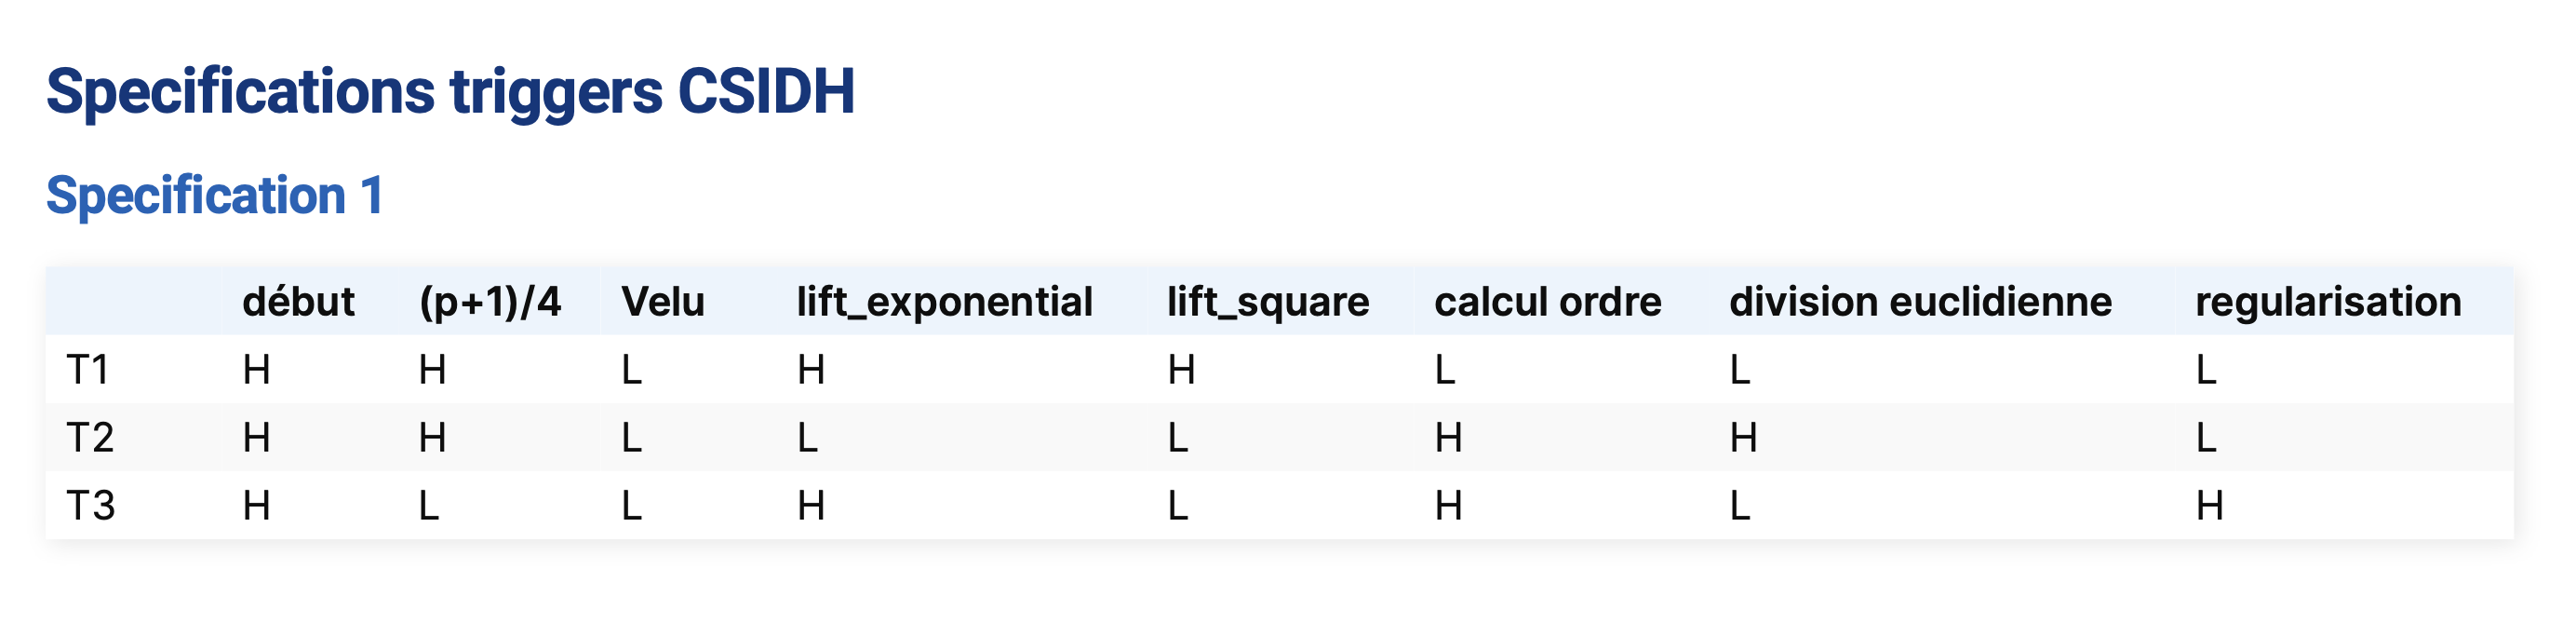 Specifications triggers CSIDH
Specification 1
début (p+1)/4 Velu lift_exponential lift_square calcul ordre division euclidienne regularisation
T1 H H L H H L L L
T2 H H L L L H H L
T3 H L L H L H L H